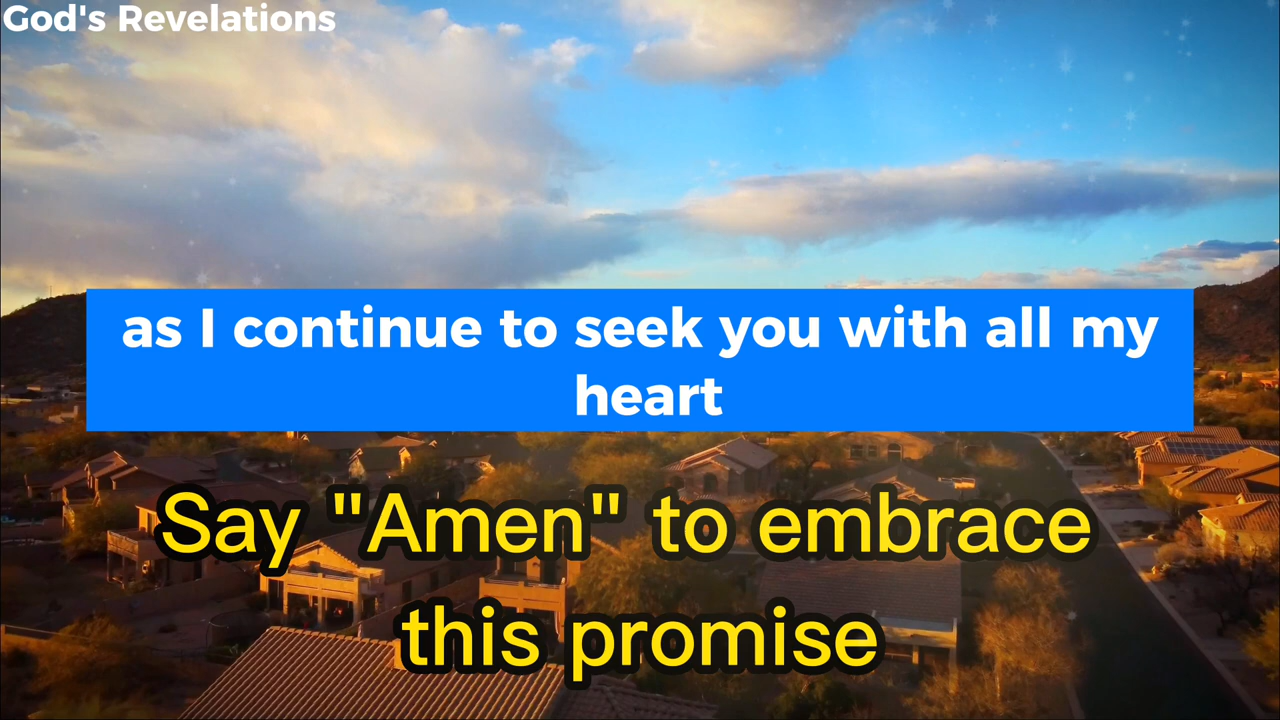 God's Revelations
as I continue to seek you with all my
heart
Say "Amen" to embrace
this promise